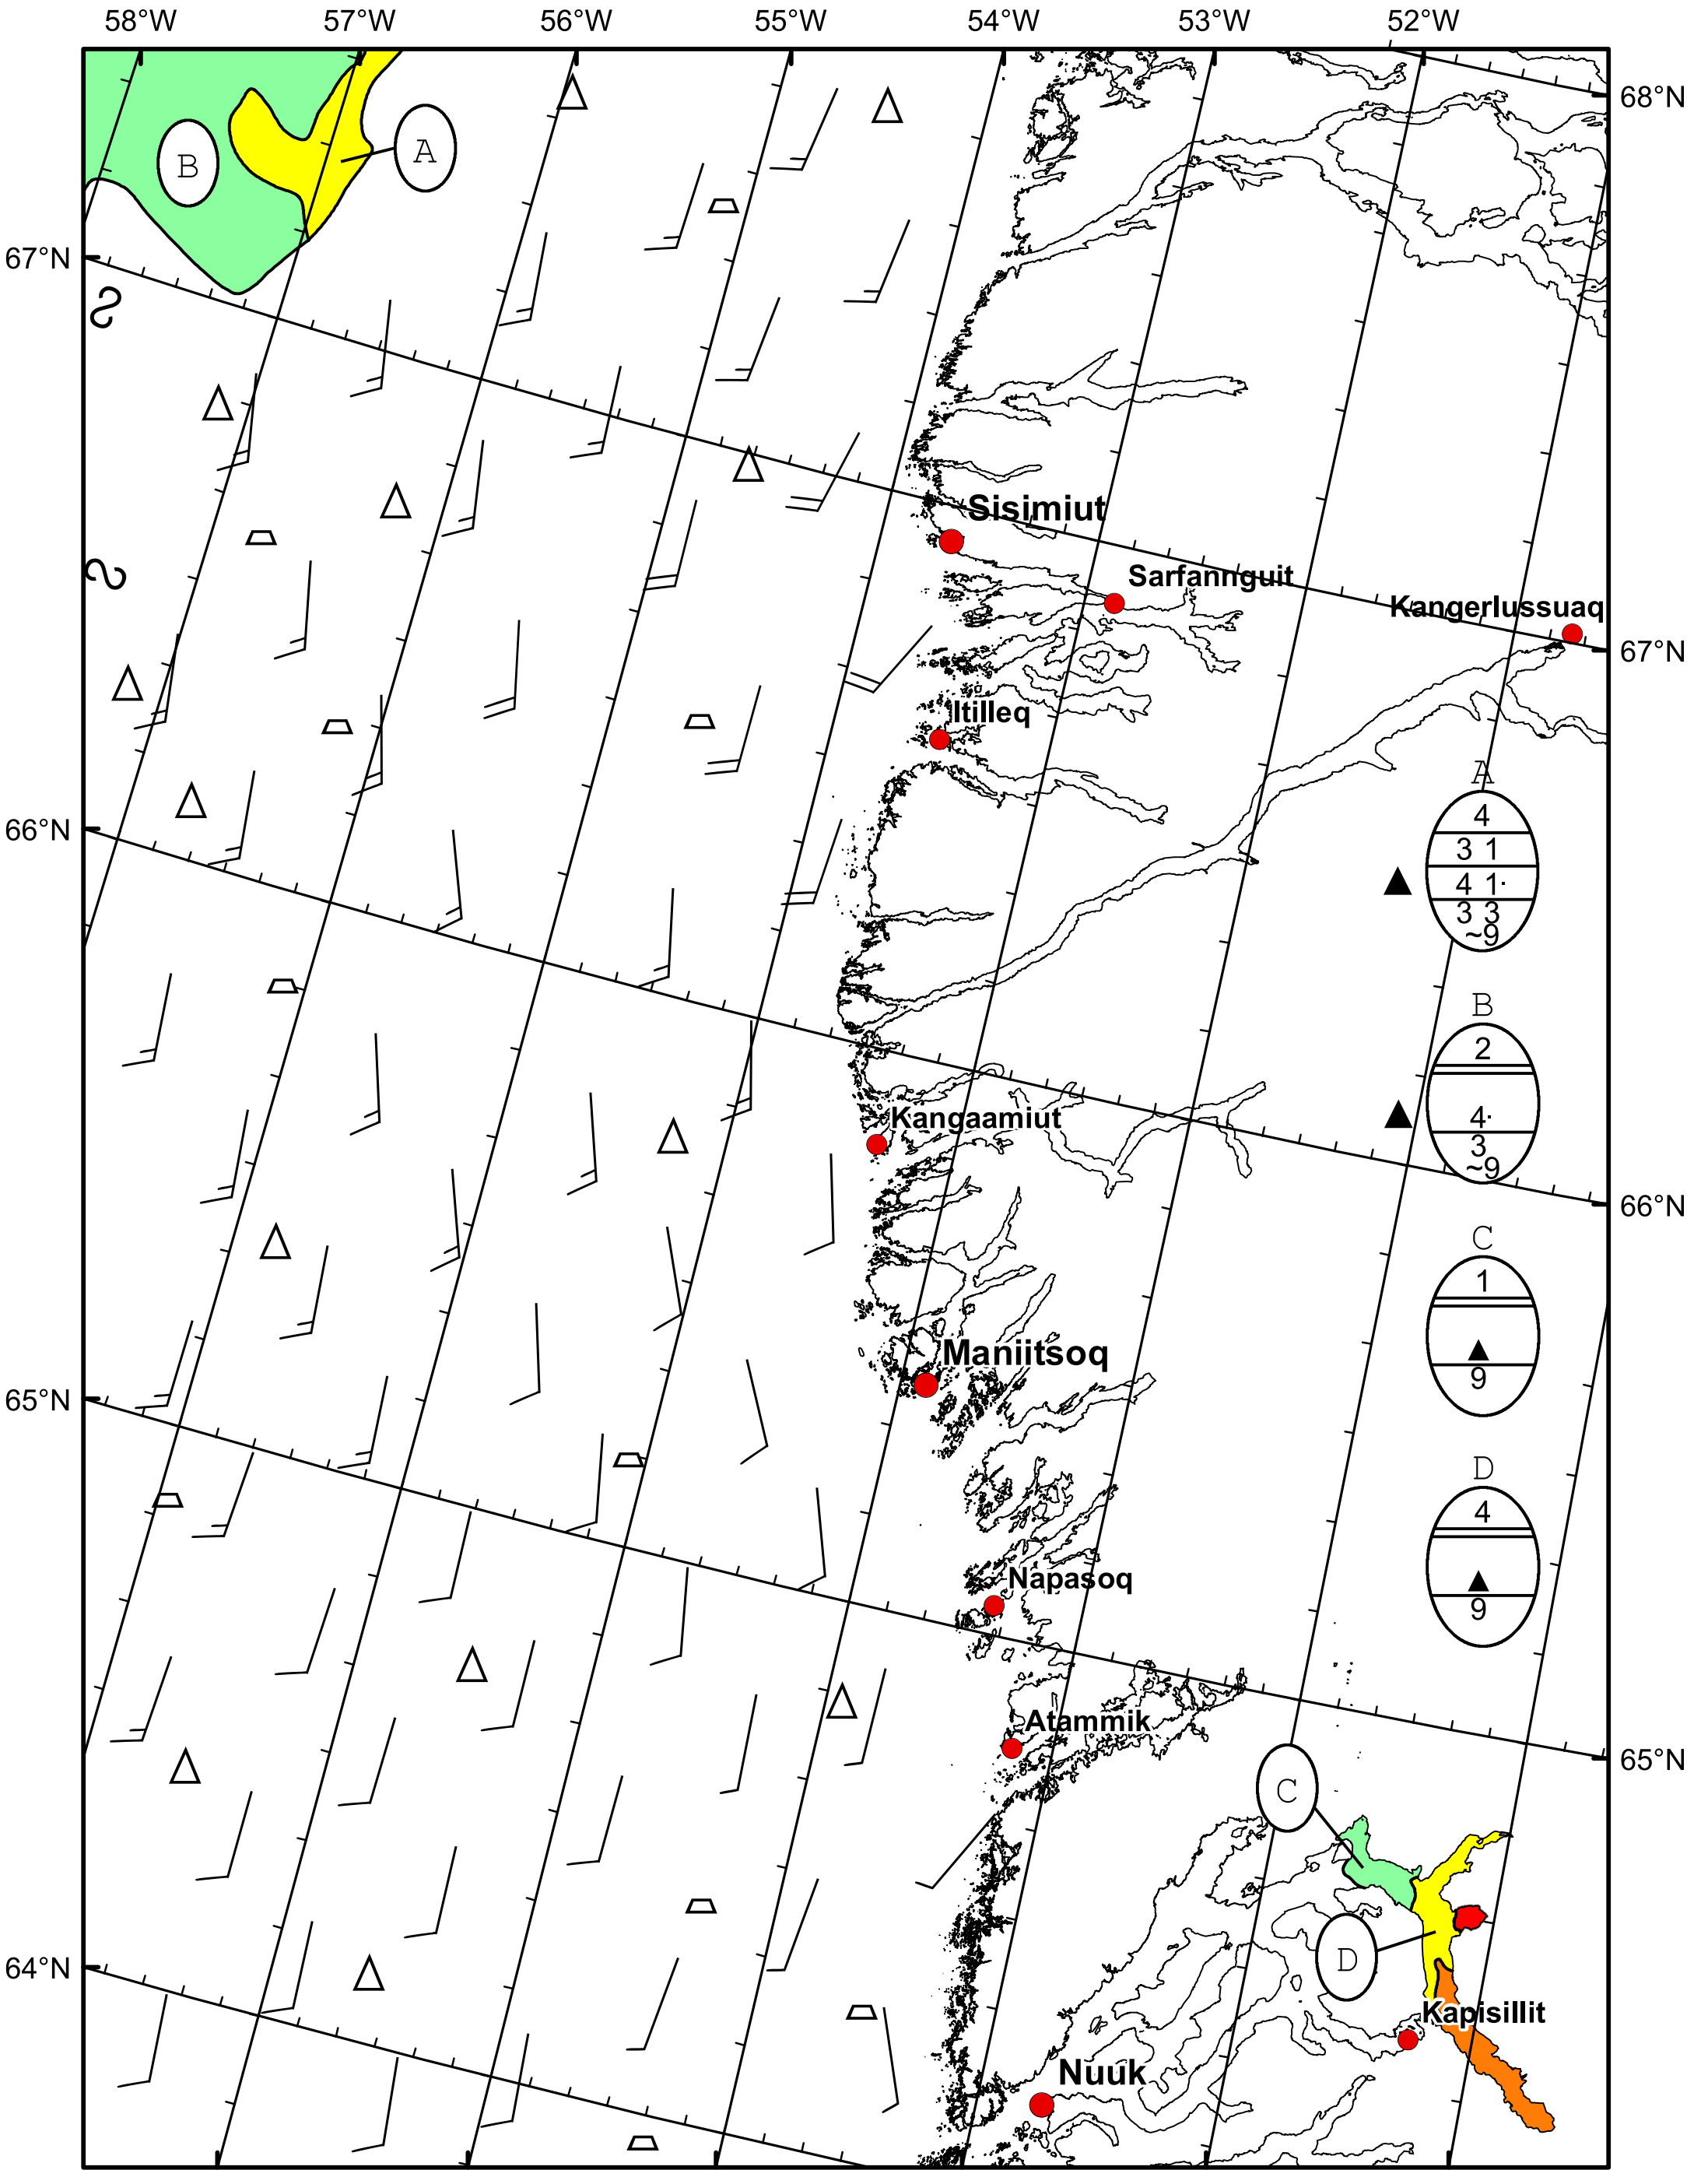 58°W 57°W 56°W 55°W 54°W 53°W 52°W
68°N
A
B
67°N
Sisimiut
Sarfannguit
Kangerlussuaq
67°N
Itilleq
A
4
3 1
4 1·
3 3
~9
66°N
B
2
4·
3
~9
Kangaamiut
66°N
C
1
9
Maniitsoq
65°N
D
4
9
Napasoq
Atammik
65°N
C
D
64°N
Kapisillit
Nuuk